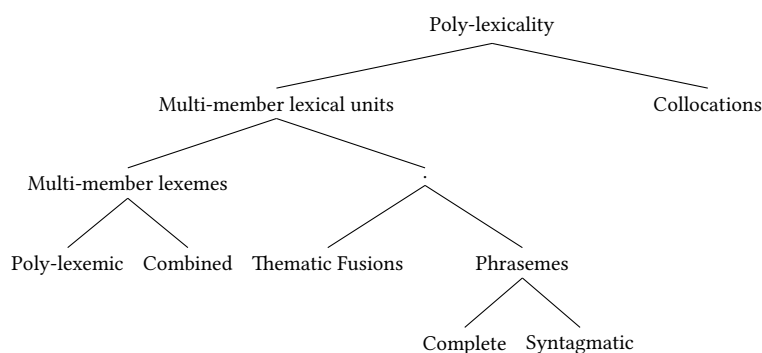 Poly-lexicality
Multi-member lexical units Collocations
Multi-member lexemes .
Poly-lexemic Combined Thematic Fusions Phrasemes
Complete Syntagmatic